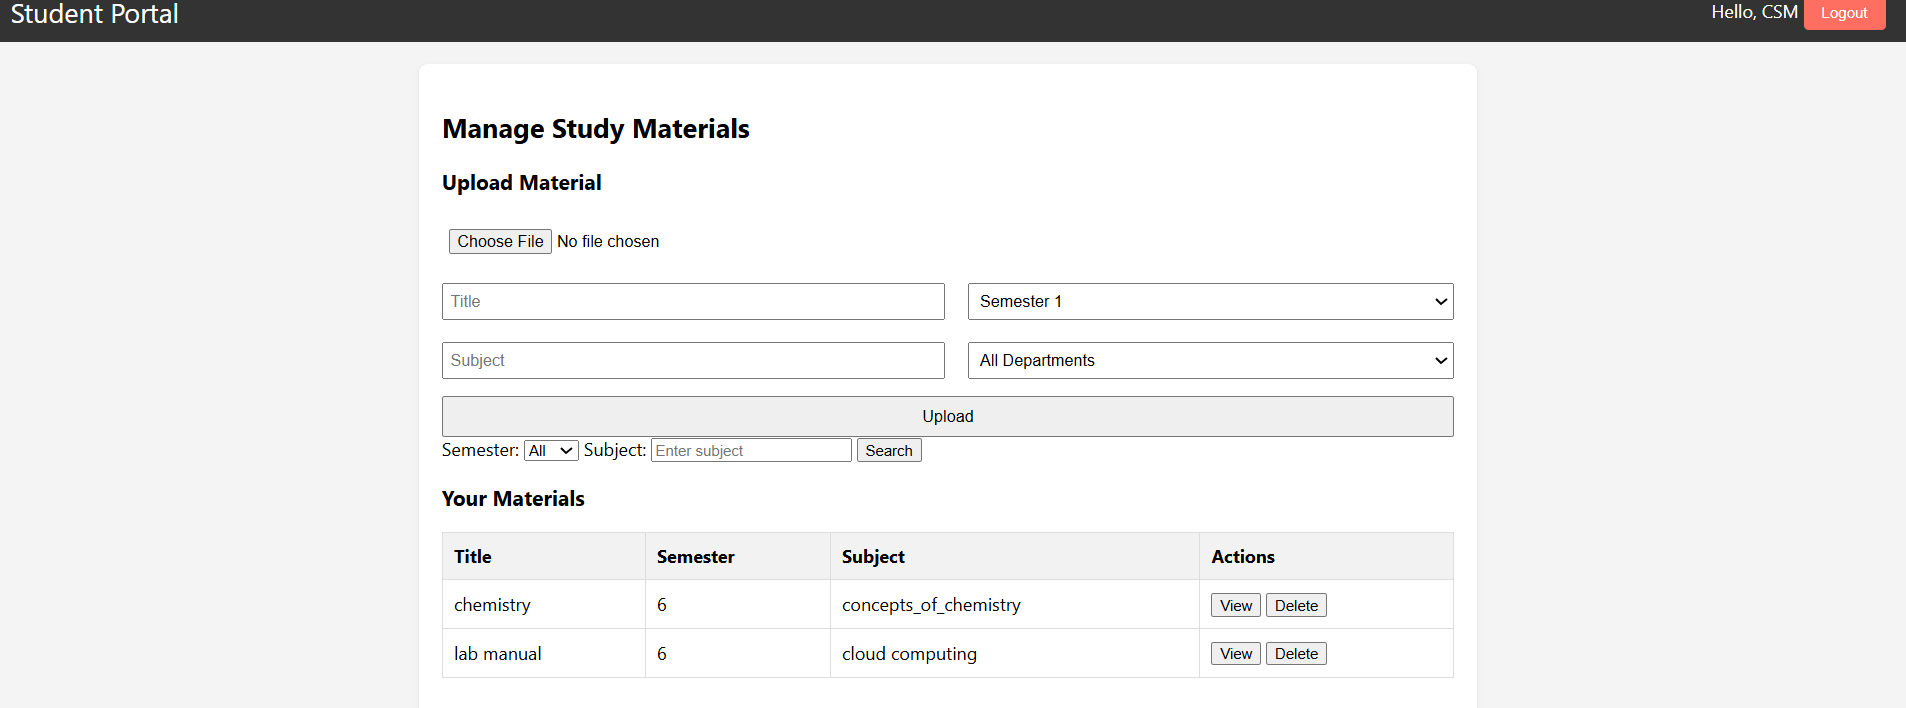 Student Portal
Hello, CSM Logout
Manage Study Materials
Upload Material
Choose File No file chosen
Title Semester 1
Subject All Departments
Upload
Semester: All Subject: Enter subject Search
Your Materials
Title Semester Subject Actions
chemistry 6 concepts_of_chemistry View Delete
lab manual 6 cloud computing View Delete